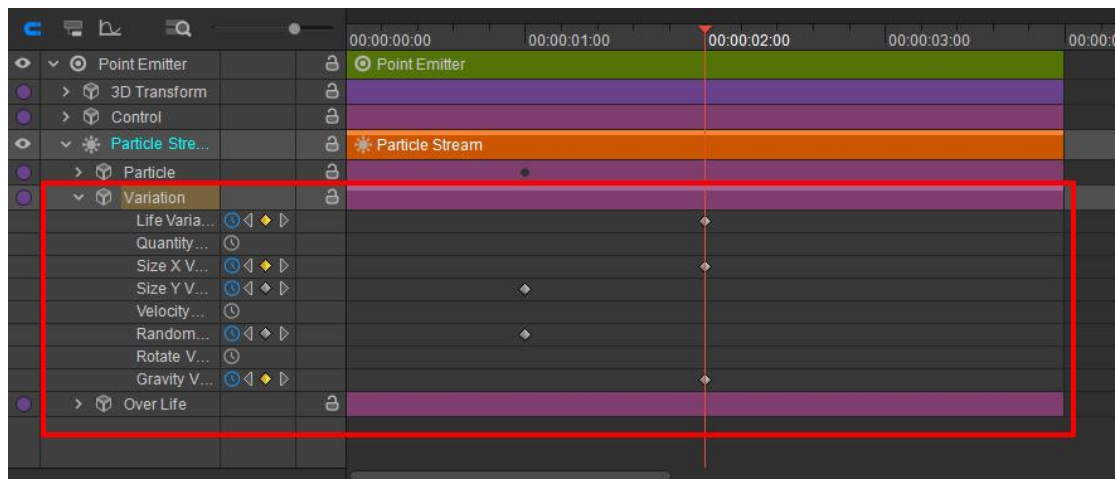 00:00:00:00 00:00:01:00 00:00:02:00 00:00:03:00 00:00:
Point Emitter Point Emitter
3D Transform
Control
Particle Stre... Particle Stream
Particle
Variation
Life Varia...
Quantity...
Size X V...
Size Y V...
Velocity...
Random...
Rotate V...
Gravity V...
Over Life